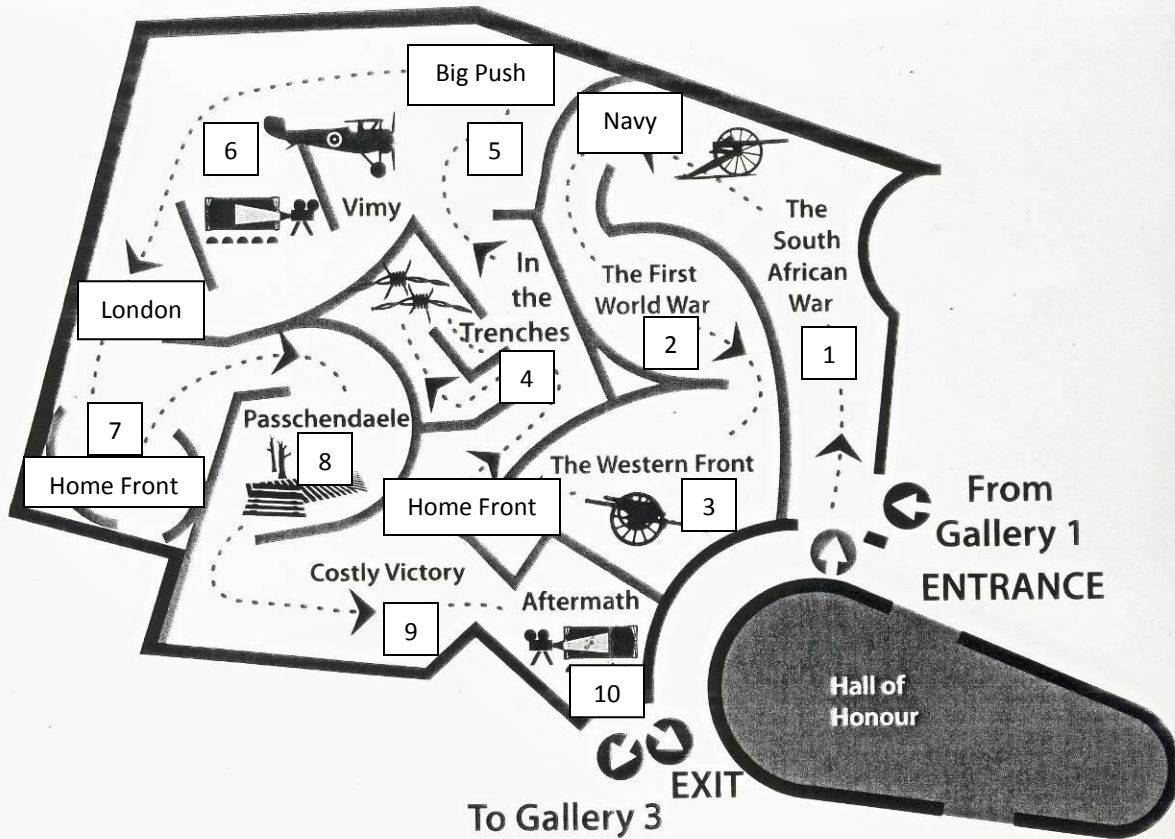 Big Push
5
6
Vimy
London
Navy
The
South
African
War
1
The First
World War
2
In
the
Trenches
4
The Western Front
3
Home Front
7
Home Front
Passchendaele
8
Costly Victory
9
Aftermath
10
From
Gallery 1
ENTRANCE
Hall of
Honour
EXIT
To Gallery 3